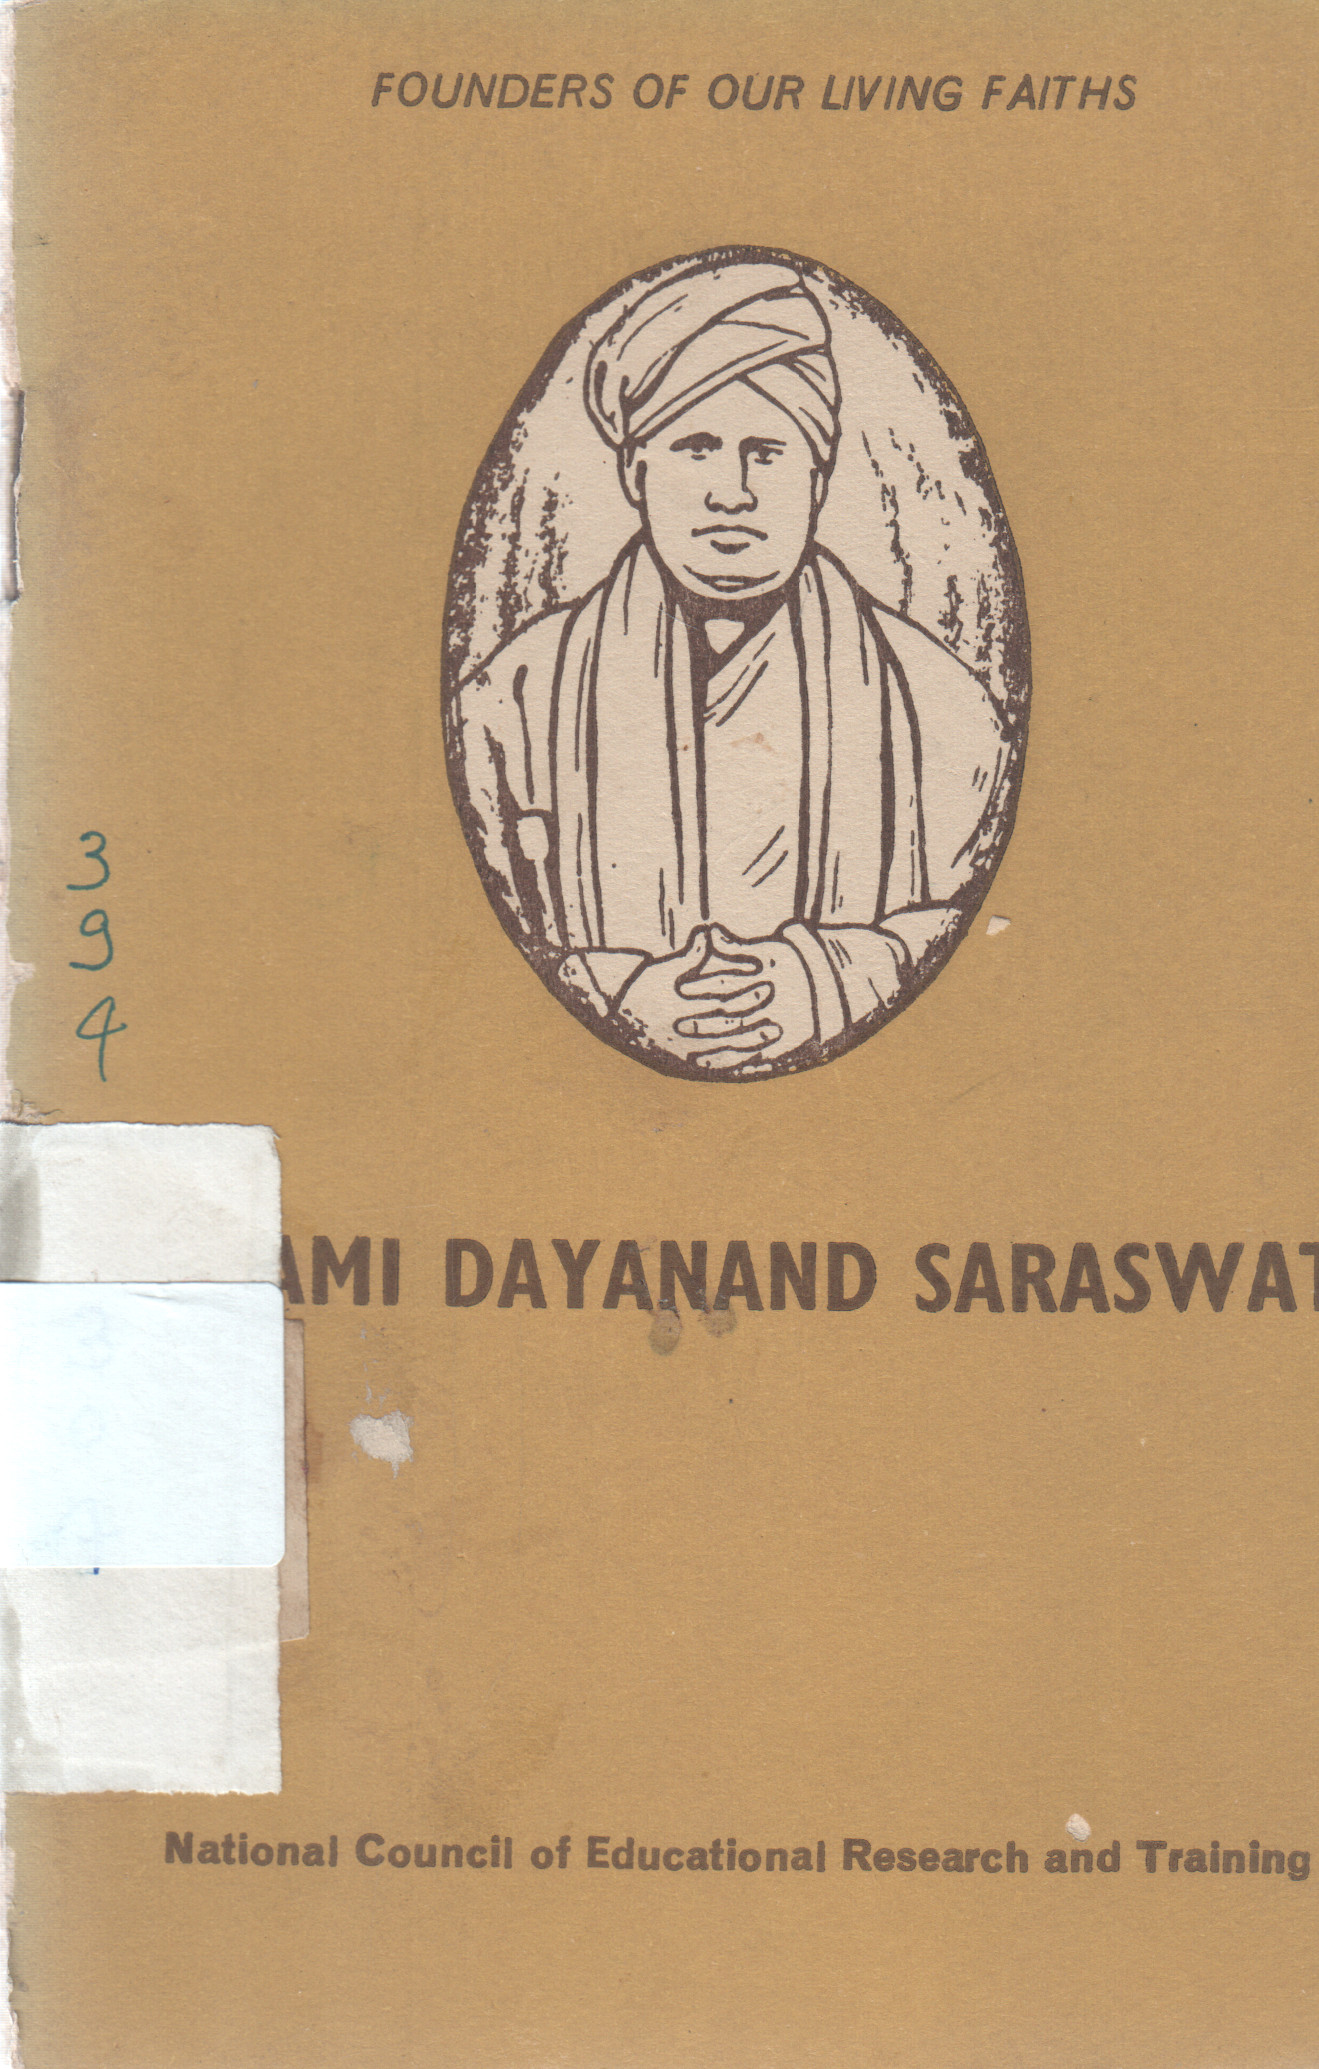 FOUNDERS OF OUR LIVING FAITHS
3
9
4
AMI DAYANAND SARASWAT
National Council of Educational Research and Training